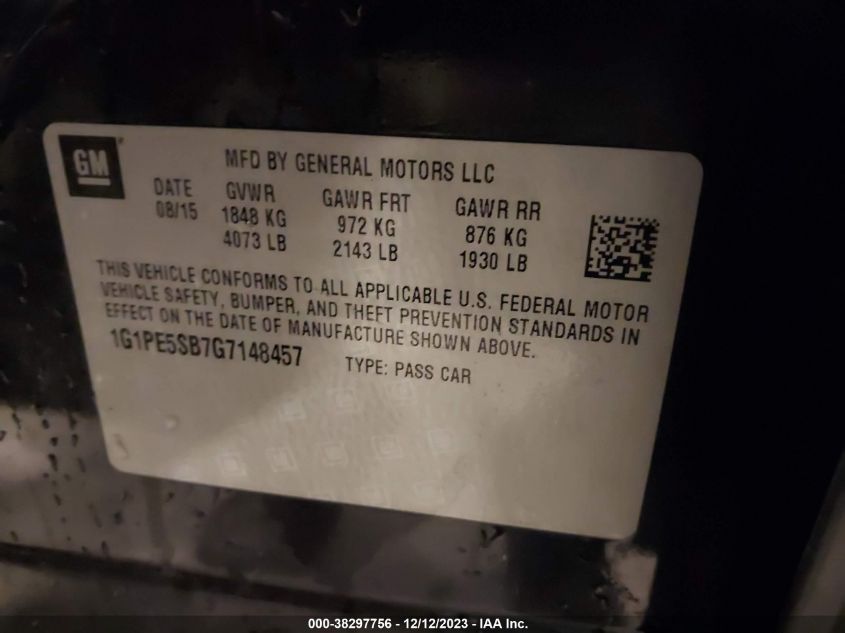 GM
MFD BY GENERAL MOTORS LLC
DATE GVWR GAWR FRT GAWR RR
08/15 1848 KG 972 KG 876 KG
4073 LB 2143 LB 1930 LB
THIS VEHICLE CONFORMS TO ALL APPLICABLE U.S. FEDERAL MOTOR
VEHICLE SAFETY, BUMPER, AND THEFT PREVENTION STANDARDS IN
EFFECT ON THE DATE OF MANUFACTURE SHOWN ABOVE.
1G1PE5SB7G7148457 TYPE: PASS CAR
000-38297756 - 12/12/2023 - IAA Inc.